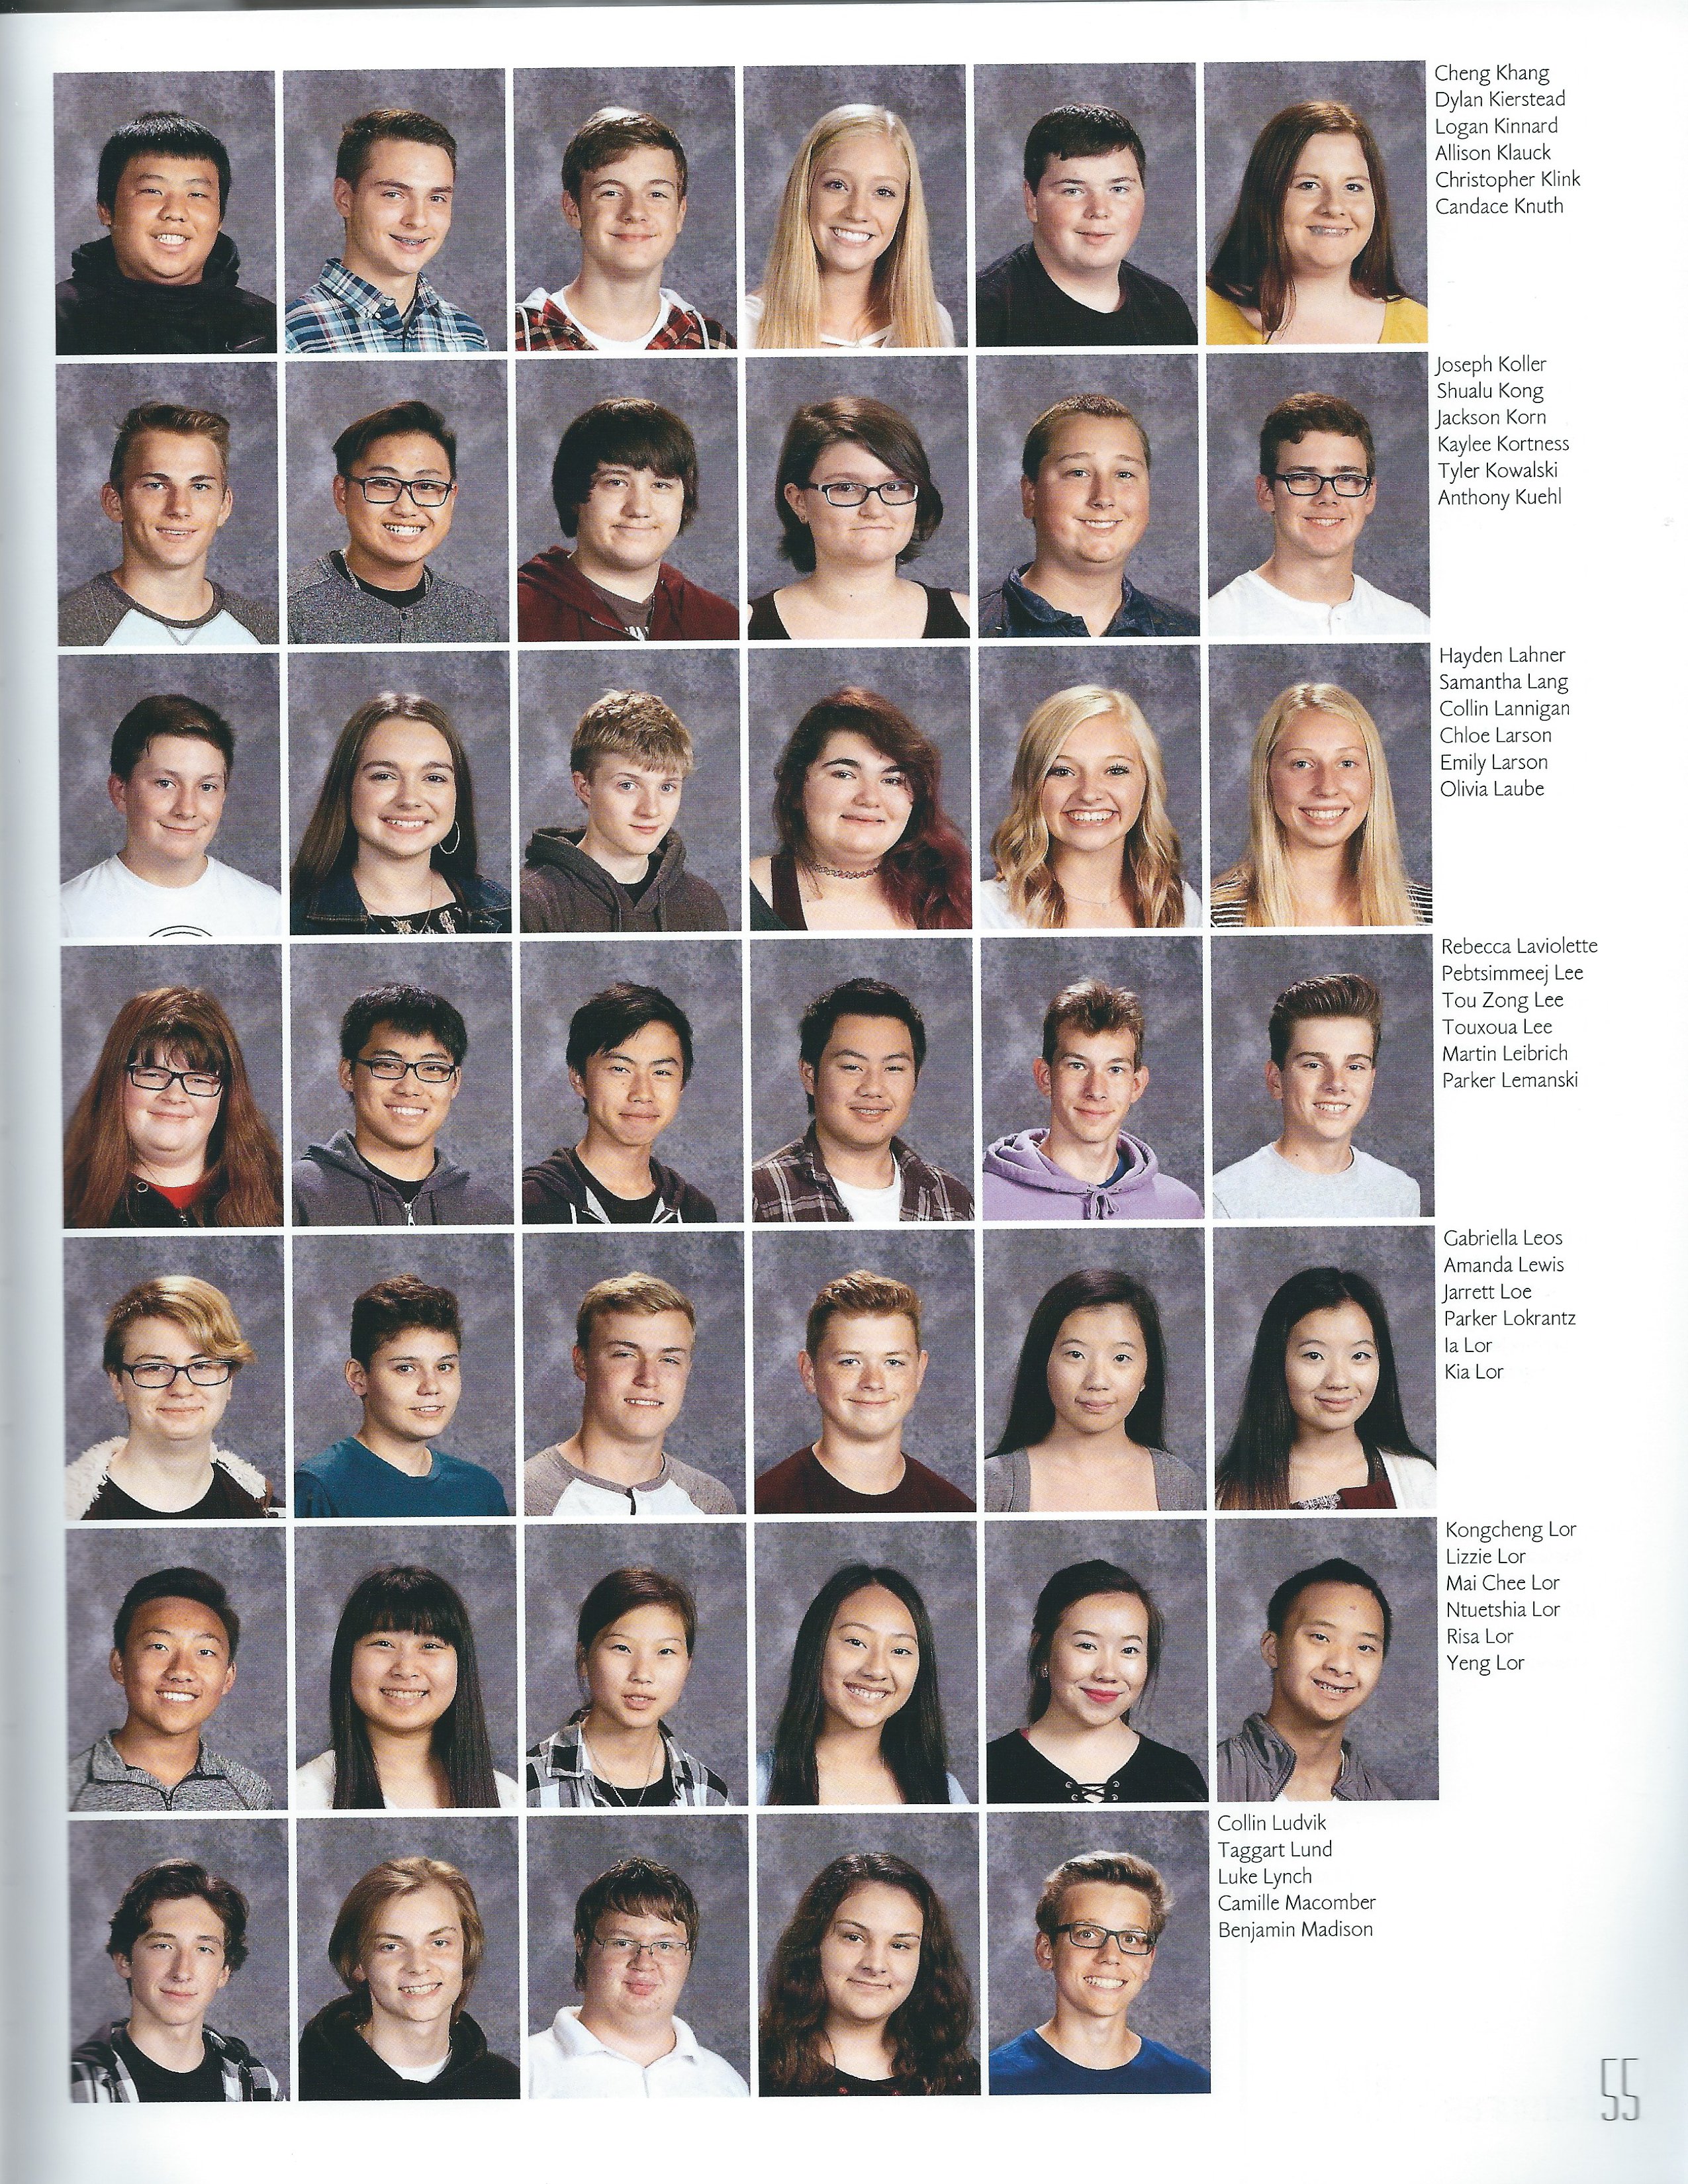 Cheng Khang
Dylan Kierstead
Logan Kinnard
Allison Klauck
Christopher Klink
Candace Knuth
Joseph Koller
Shualu Kong
Jackson Korn
Kaylee Kortness
Tyler Kowalski
Anthony Kuehl
Hayden Lahner
Samantha Lang
Collin Lannigan
Chloe Larson
Emily Larson
Olivia Laube
Rebecca Laviolette
Pebtsimmeej Lee
Tou Zong Lee
Touxoua Lee
Martin Leibrich
Parker Lemanski
Gabriella Leos
Amanda Lewis
Jarrett Loe
Parker Lokrantz
Ia Lor
Kia Lor
Kongcheng Lor
Lizzie Lor
Mai Chee Lor
Ntuetshia Lor
Risa Lor
Yeng Lor
Collin Ludvik
Taggart Lund
Luke Lynch
Camille Macomber
Benjamin Madison
55